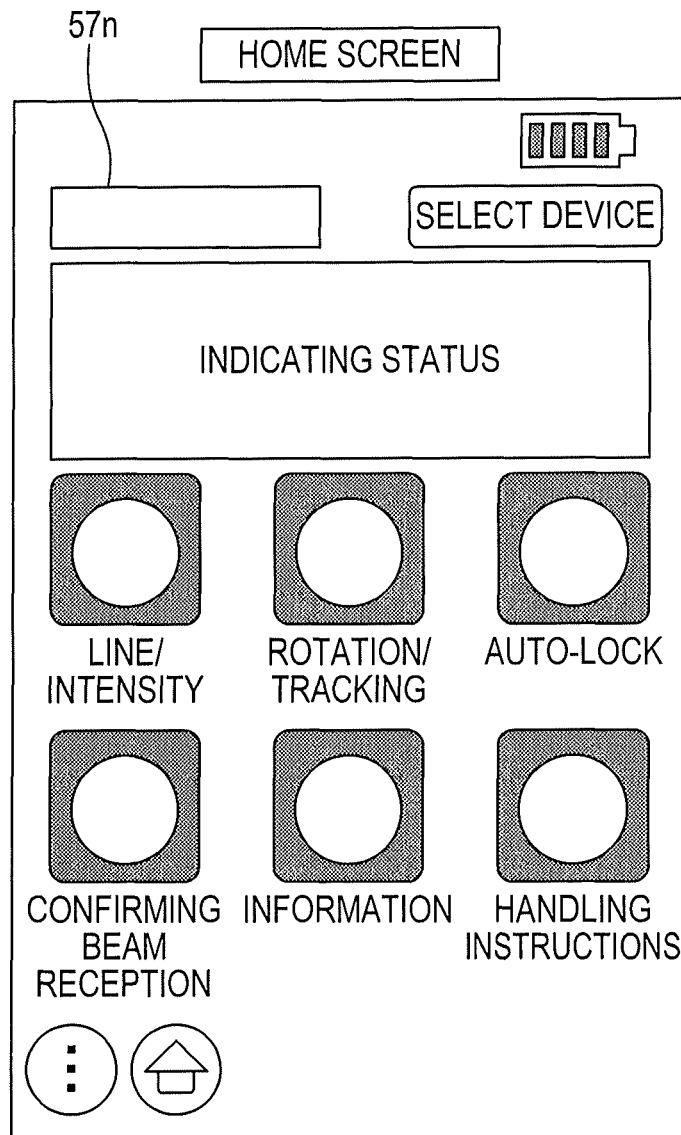 57n
HOME SCREEN
SELECT DEVICE
INDICATING STATUS
LINE/
INTENSITY
ROTATION/
TRACKING
AUTO-LOCK
CONFIRMING
BEAM
RECEPTION
INFORMATION
HANDLING
INSTRUCTIONS